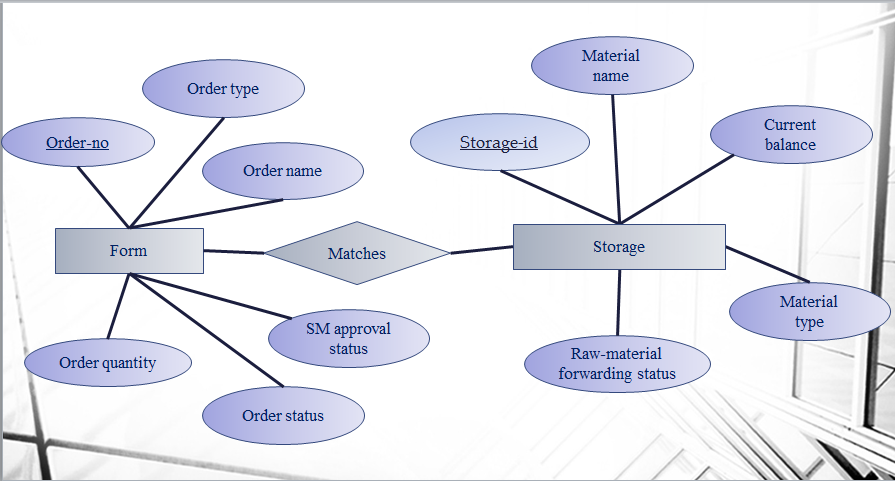 Material
name
Order type
Current
balance
Order-no
Storage-id
Order name
Form
Matches
Storage
Material
type
SM approval
status
Order quantity
Raw-material
forwarding status
Order status